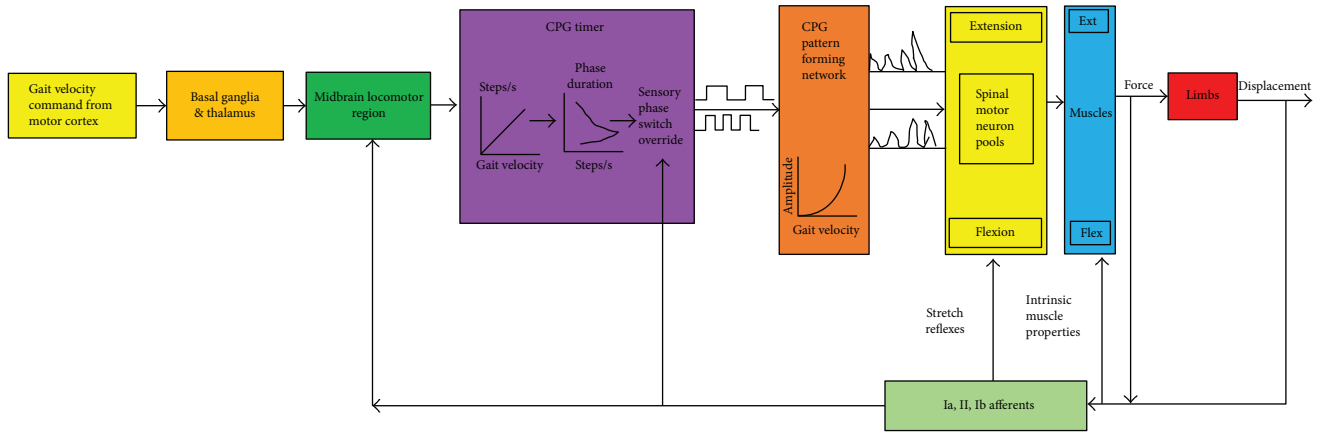 Gait velocity
command from
motor cortex
Basal ganglia
& thalamus
Midbrain locomotor
region
CPG timer
Steps/s
Gait velocity
Phase
duration
Steps/s
Sensory
phase
switch
override
CPG
pattern
forming
network
Amplitude
Gait velocity
Extension
Spinal
motor
neuron
pools
Flexion
Ext
Muscles
Flex
Force
Limbs
Displacement
Stretch
reflexes
Intrinsic
muscle
properties
Ia, II, Ib afferents